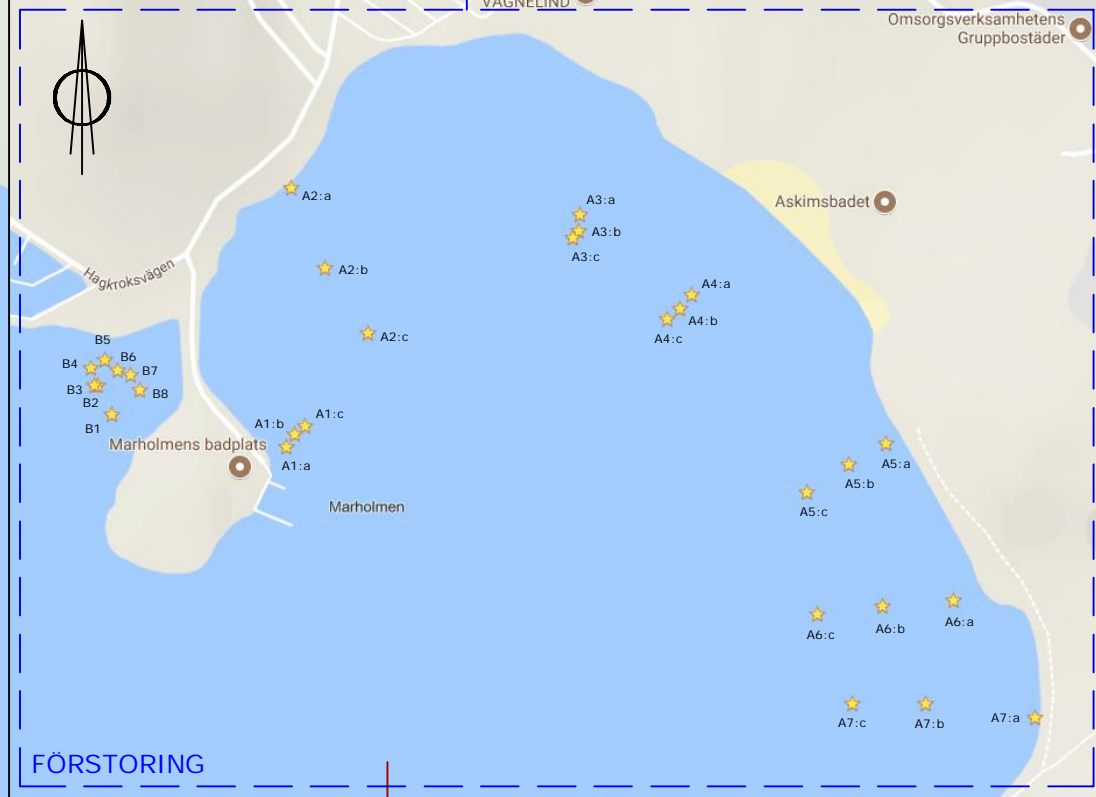 VAGNELIND
Omsorgsverksamhetens
Gruppbostäder
A2:a
A3:a
Askimsbadet
A3:b
A3:c
Hagkroksvägen
A2:b
A4:a
A4:b
A4:c
A2:c
B5
B6
B4
B7
B3
B8
B2
B1
A1:c
A1:b
A1:a
Marholmens badplats
Marholmen
A5:a
A5:b
A5:c
A6:a
A6:b
A6:c
A7:a
A7:b
A7:c
FÖRSTORING